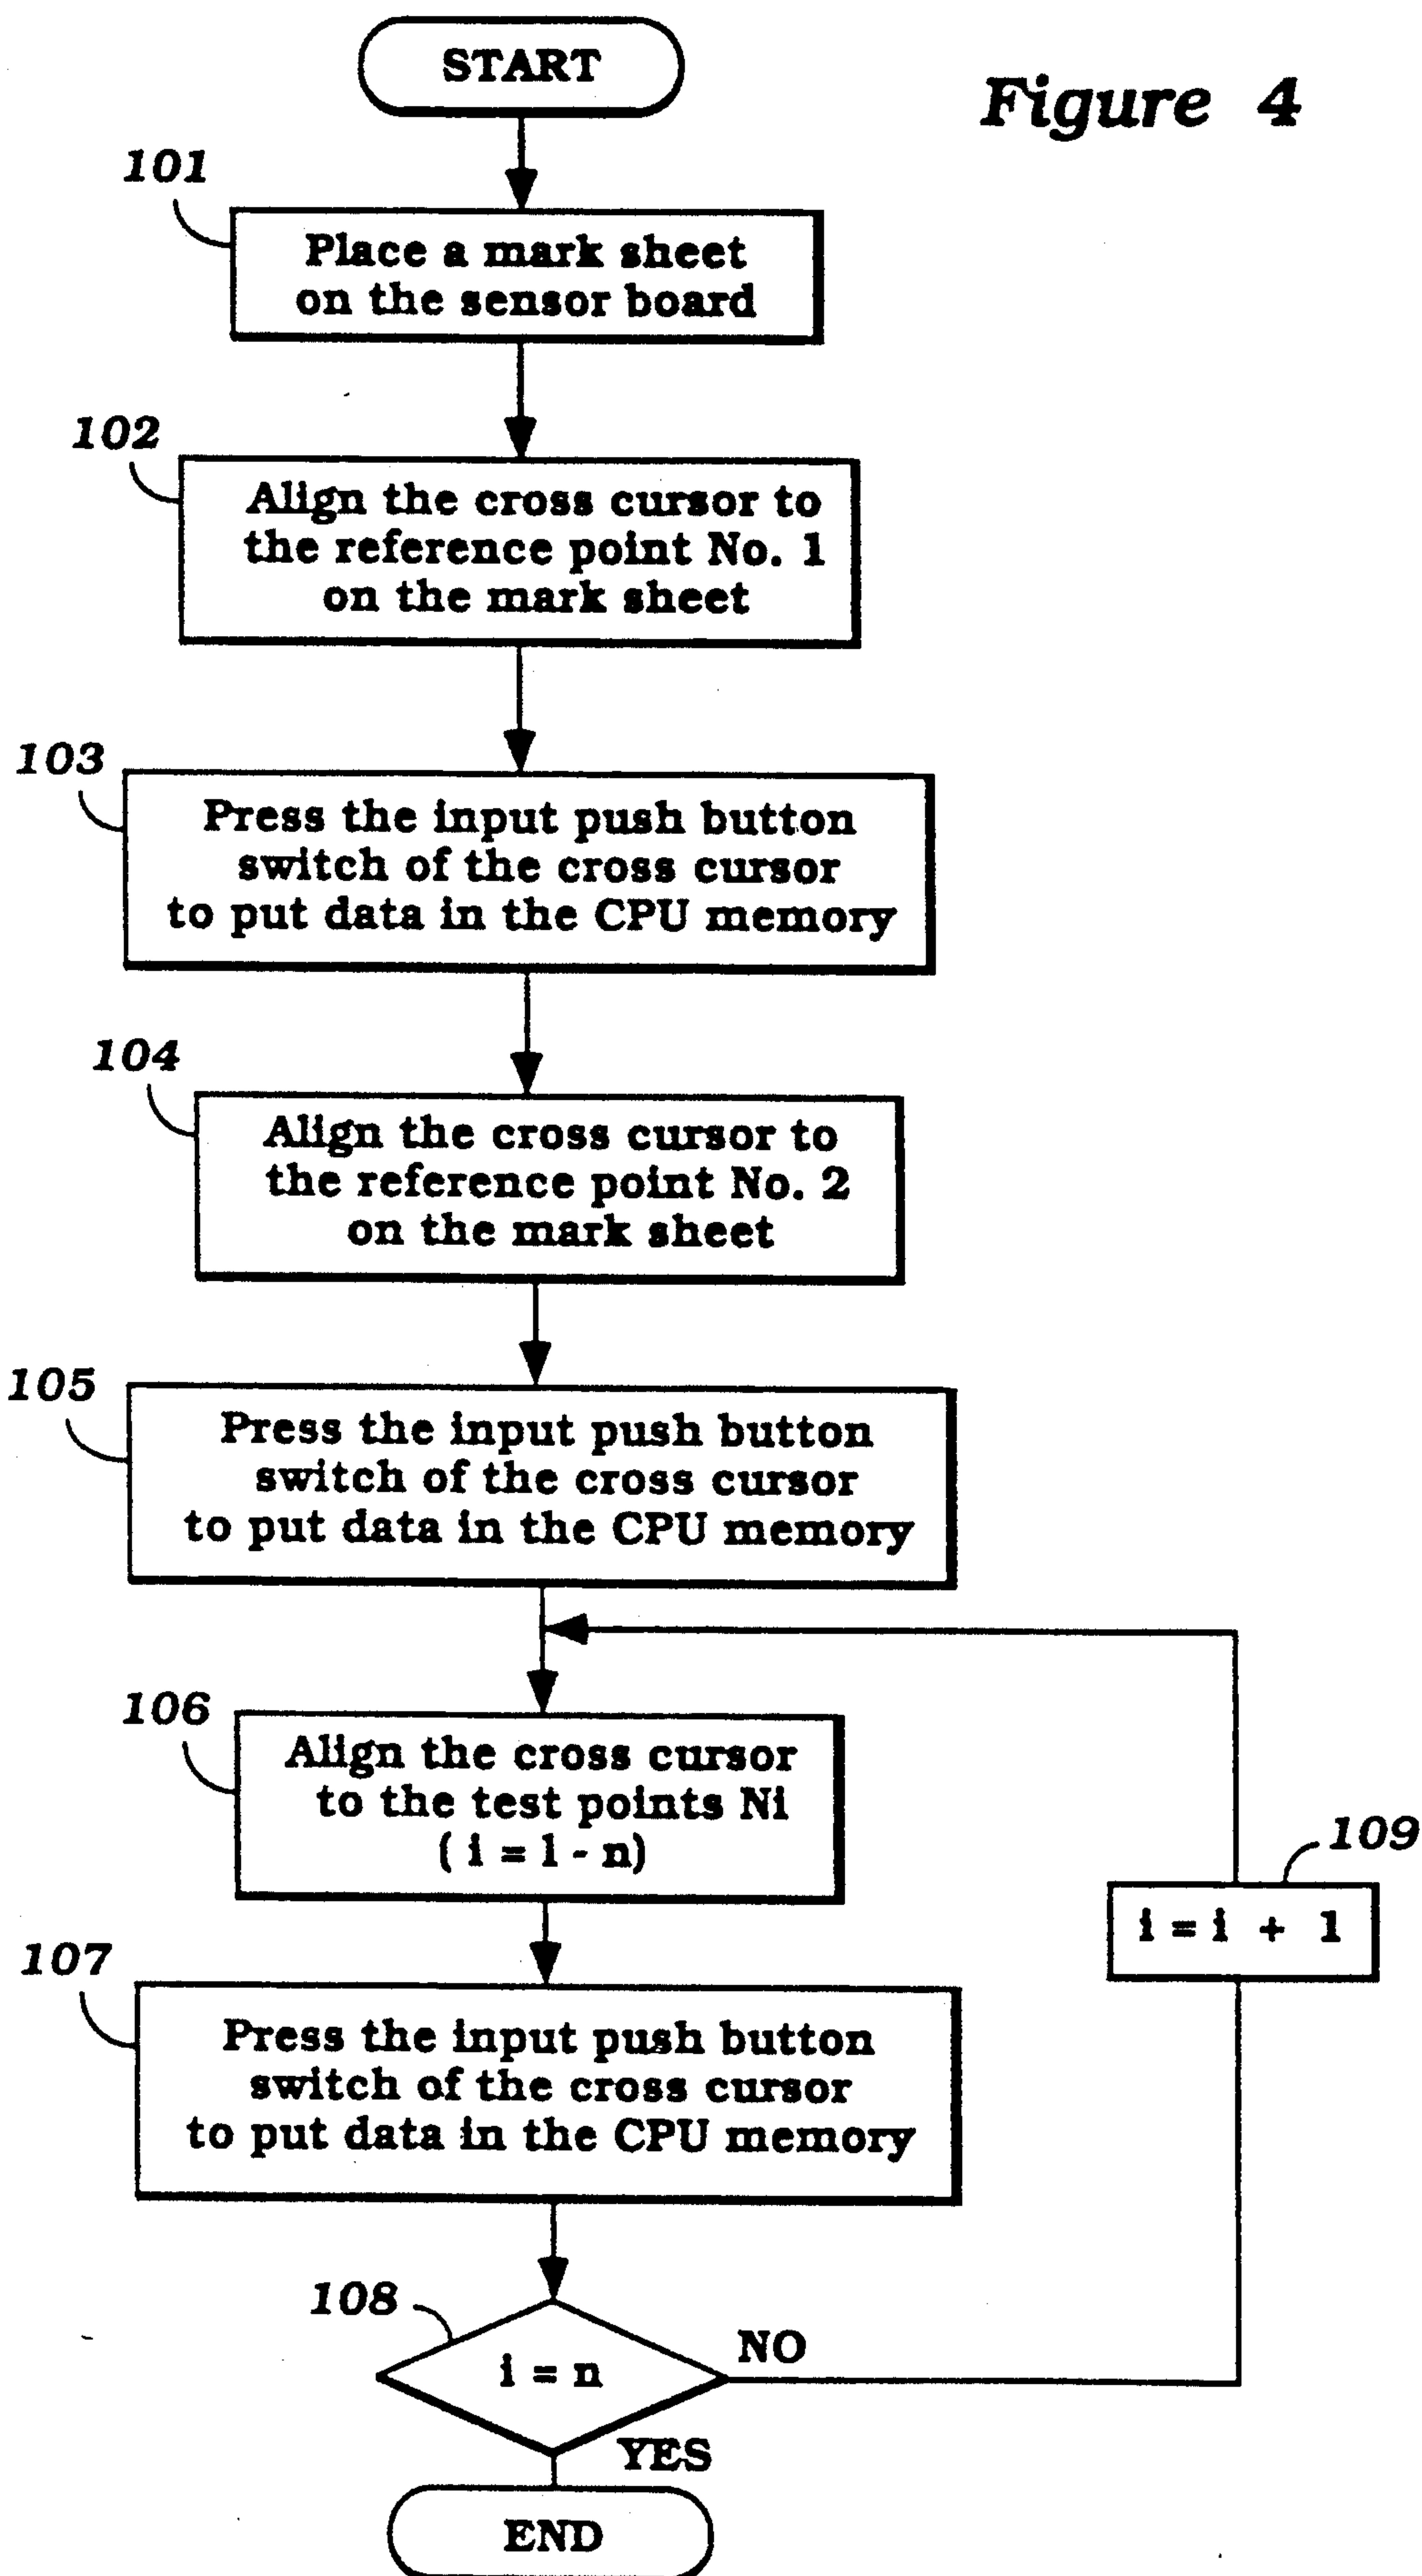 START
Figure 4
101
Place a mark sheet
on the sensor board
102
Align the cross cursor to
the reference point No. 1
on the mark sheet
103
Press the input push button
switch of the cross cursor
to put data in the CPU memory
104
Align the cross cursor to
the reference point No. 2
on the mark sheet
105
Press the input push button
switch of the cross cursor
to put data in the CPU memory
106
Align the cross cursor
to the test points Ni
( i = 1 - n)
109
i = i + 1
107
Press the input push button
switch of the cross cursor
to put data in the CPU memory
108
i = n
NO
YES
END